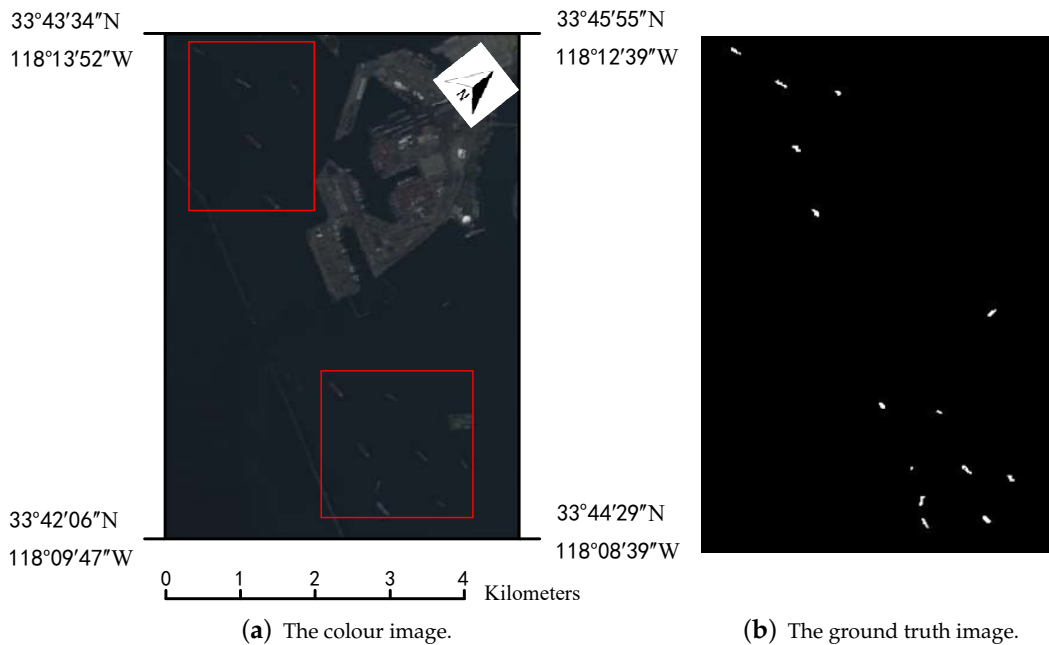 33°43′34″N
118°13′52″W
33°45′55″N
118°12′39″W
N
33°42′06″N
118°09′47″W
33°44′29″N
118°08′39″W
0 1 2 3 4 Kilometers
(a) The colour image.
(b) The ground truth image.